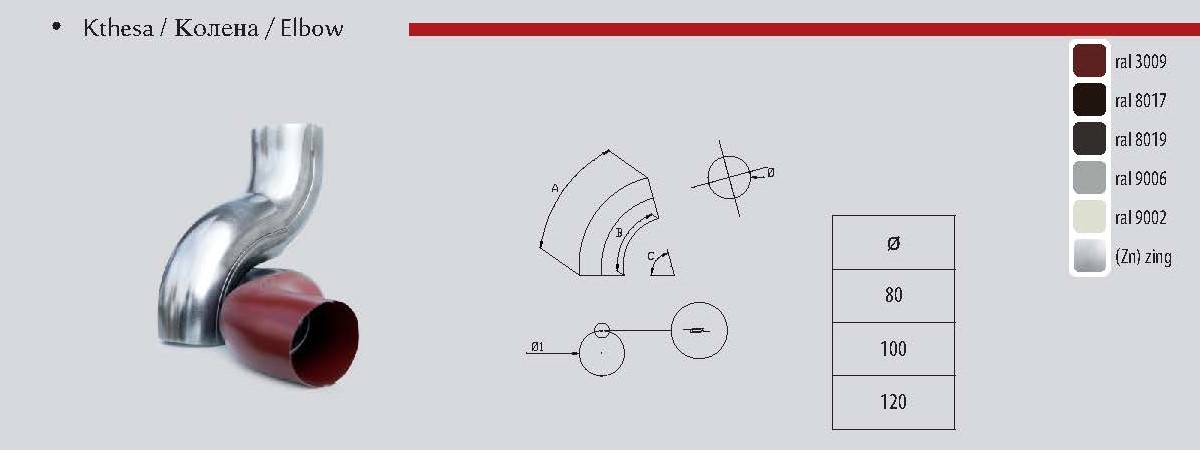 • Kthesa / Колена / Elbow
ral 3009
ral 8017
ral 8019
ral 9006
ral 9002
(Zn) zing
A
B
C
Ø
Ø1
Ø
80
100
120